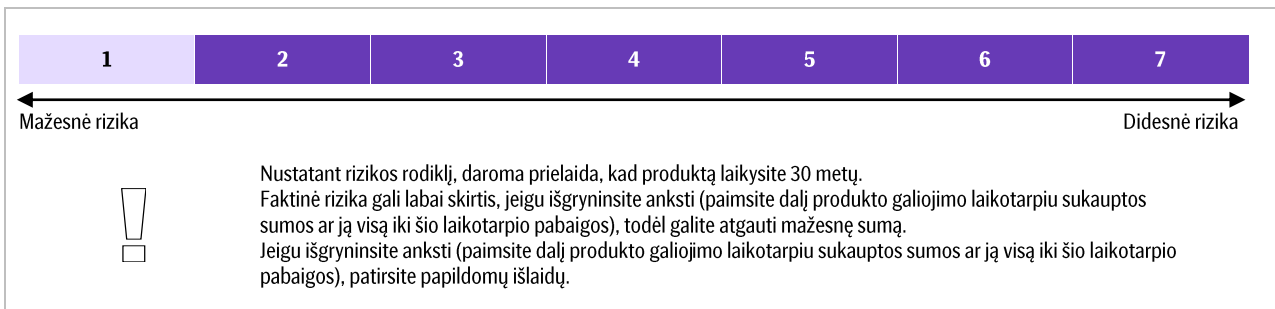 1 2 3 4 5 6 7
Mažesnė rizika Didesnė rizika
Nustatant rizikos rodiklį, daroma prielaida, kad produktą laikysite 30 metų.
Faktinė rizika gali labai skirtis, jeigu išgryninsite anksti (paimsite dalį produkto galiojimo laikotarpiu sukauptos
sumos ar ją visą iki šio laikotarpio pabaigos), todėl galite atgauti mažesnę sumą.
Jeigu išgryninsite anksti (paimsite dalį produkto galiojimo laikotarpiu sukauptos sumos ar ją visą iki šio laikotarpio
pabaigos), patirsite papildomų išlaidų.